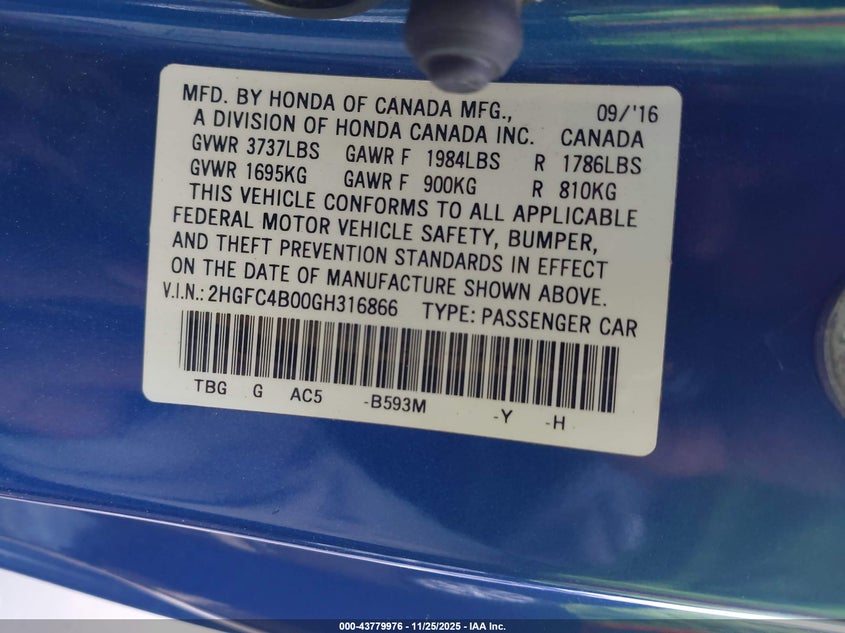 MFD. BY HONDA OF CANADA MFG., 09/'16
A DIVISION OF HONDA CANADA INC. CANADA
GVWR 3737LBS GAWR F 1984LBS R 1786LBS
GVWR 1695KG GAWR F 900KG R 810KG
THIS VEHICLE CONFORMS TO ALL APPLICABLE
FEDERAL MOTOR VEHICLE SAFETY, BUMPER,
AND THEFT PREVENTION STANDARDS IN EFFECT
ON THE DATE OF MANUFACTURE SHOWN ABOVE.
V.I.N.: 2HGFC4B00GH316866 TYPE: PASSENGER CAR
TBG G AC5 -B593M -Y -H
000-43779976 - 11/25/2025 - IAA Inc.